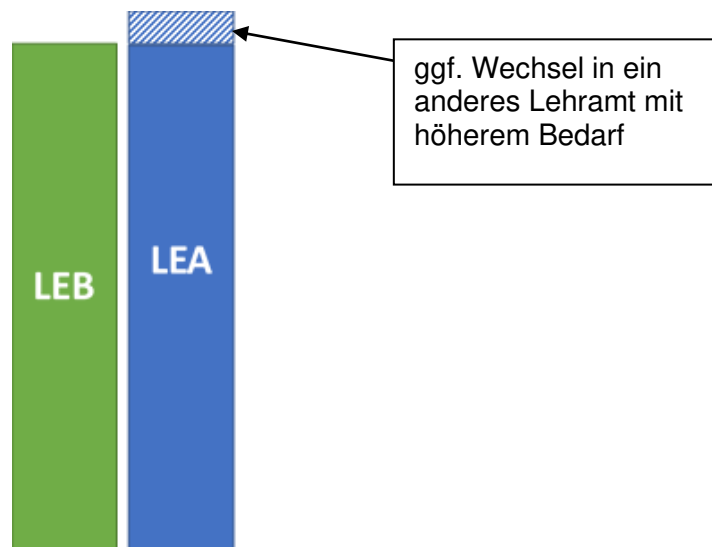 ggf. Wechsel in ein
anderes Lehramt mit
höherem Bedarf
LEA
LEB